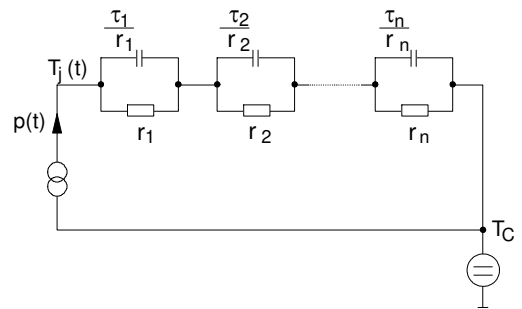 τ1
r1
τ2
r2
τn
rn
Tj(t)
r1
r2
rn
p(t)
TC